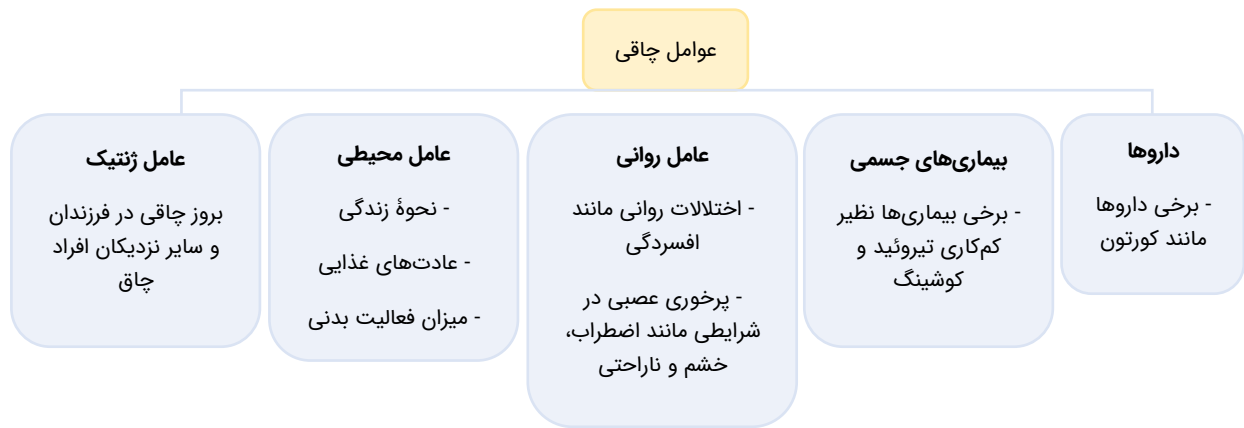 عوامل چاقی
داروها
- برخی داروها
مانند کورتون
بیماری‌های جسمی
- برخی بیماری‌ها نظیر
کم‌کاری تیروئید و
کوشینگ
عامل روانی
- اختلالات روانی مانند
افسردگی
- پرخوری عصبی در
شرایطی مانند اضطراب،
خشم و ناراحتی
عامل محیطی
- نحوۀ زندگی
- عادت‌های غذایی
- میزان فعالیت بدنی
عامل ژنتیک
بروز چاقی در فرزندان
و سایر نزدیکان افراد
چاق